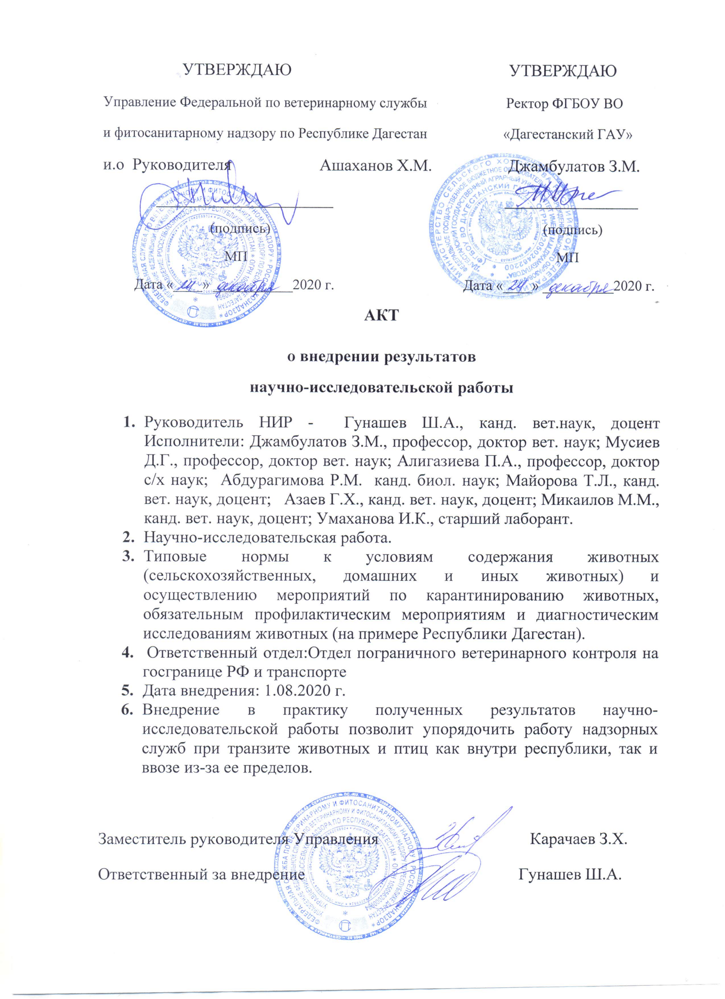 УТВЕРЖДАЮ
Управление Федеральной по ветеринарному службы
и фитосанитарному надзору по Республике Дагестан
и.о Руководителя Ашаханов Х.М.
(подпись)
МП
Дата «24» декабря 2020 г.
УТВЕРЖДАЮ
Ректор ФГБОУ ВО
«Дагестанский ГАУ»
Джамбулатов З.М.
(подпись)
МП
Дата «24» декабря 2020 г.
АКТ
о внедрении результатов
научно-исследовательской работы
1. Руководитель НИР - Гунашев Ш.А., канд. вет.наук, доцент
Исполнители: Джамбулатов З.М., профессор, доктор вет. наук; Мусиев
Д.Г., профессор, доктор вет. наук; Алигазиева П.А., профессор, доктор
с/х наук; Абдурагимова Р.М. канд. биол. наук; Майорова Т.Л., канд.
вет. наук, доцент; Азаев Г.Х., канд. вет. наук, доцент; Микаилов М.М.,
канд. вет. наук, доцент; Умаханова И.К., старший лаборант.
2. Научно-исследовательская работа.
3. Типовые нормы к условиям содержания животных
(сельскохозяйственных, домашних и иных животных) и
осуществлению мероприятий по карантинированию животных,
обязательным профилактическим мероприятиям и диагностическим
исследованиям животных (на примере Республики Дагестан).
4. Ответственный отдел:Отдел пограничного ветеринарного контроля на
госгранице РФ и транспорте
5. Дата внедрения: 1.08.2020 г.
6. Внедрение в практику полученных результатов научно-
исследовательской работы позволит упорядочить работу надзорных
служб при транзите животных и птиц как внутри республики, так и
ввозе из-за ее пределов.
Заместитель руководителя Управления Карачаев З.Х.
Ответственный за внедрение Гунашев Ш.А.
ФЕДЕРАЛЬНАЯ СЛУЖБА ПО ВЕТЕРИНАРНОМУ И ФИТОСАНИТАРНОМУ НАДЗОРУ * РОССЕЛЬХОЗНАДЗОР *